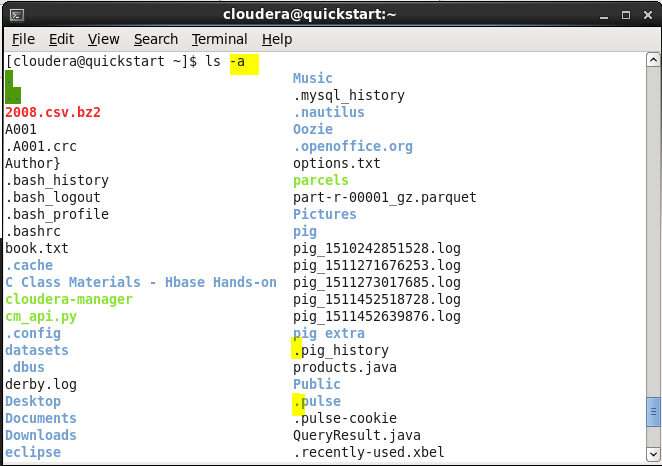 cloudera@quickstart:~
File Edit View Search Terminal Help
[cloudera@quickstart ~]$ ls -a
.
..
2008.csv.bz2
A001
.A001.crc
Author}
.bash_history
.bash_logout
.bash_profile
.bashrc
book.txt
.cache
C Class Materials - Hbase Hands-on
cloudera-manager
cm_api.py
.config
datasets
.dbus
derby.log
Desktop
Documents
Downloads
eclipse
Music
.mysql_history
.nautilus
Oozie
.openoffice.org
options.txt
parcels
part-r-00001_gz.parquet
Pictures
pig
pig_1510242851528.log
pig_1511271676253.log
pig_1511273017685.log
pig_1511452518728.log
pig_1511452639876.log
pig extra
.pig_history
products.java
Public
.pulse
.pulse-cookie
QueryResult.java
.recently-used.xbel